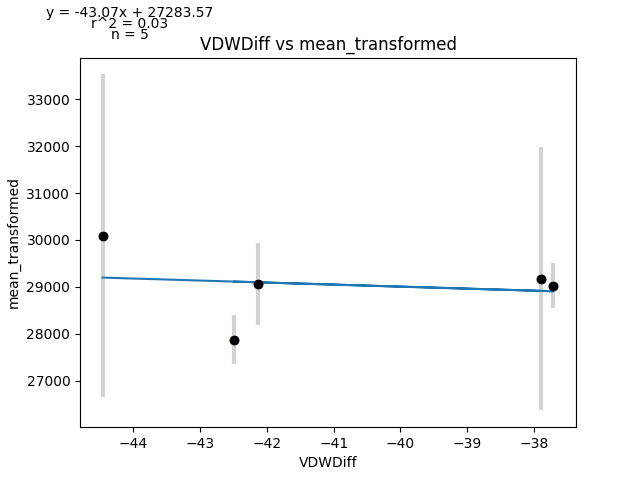 y = -43.07x + 27283.57
r^2 = 0.03
n = 5
VDWDiff vs mean_transformed
33000
32000
31000
30000
29000
28000
27000
mean_transformed
−44
−43
−42
−41
−40
−39
−38
VDWDiff